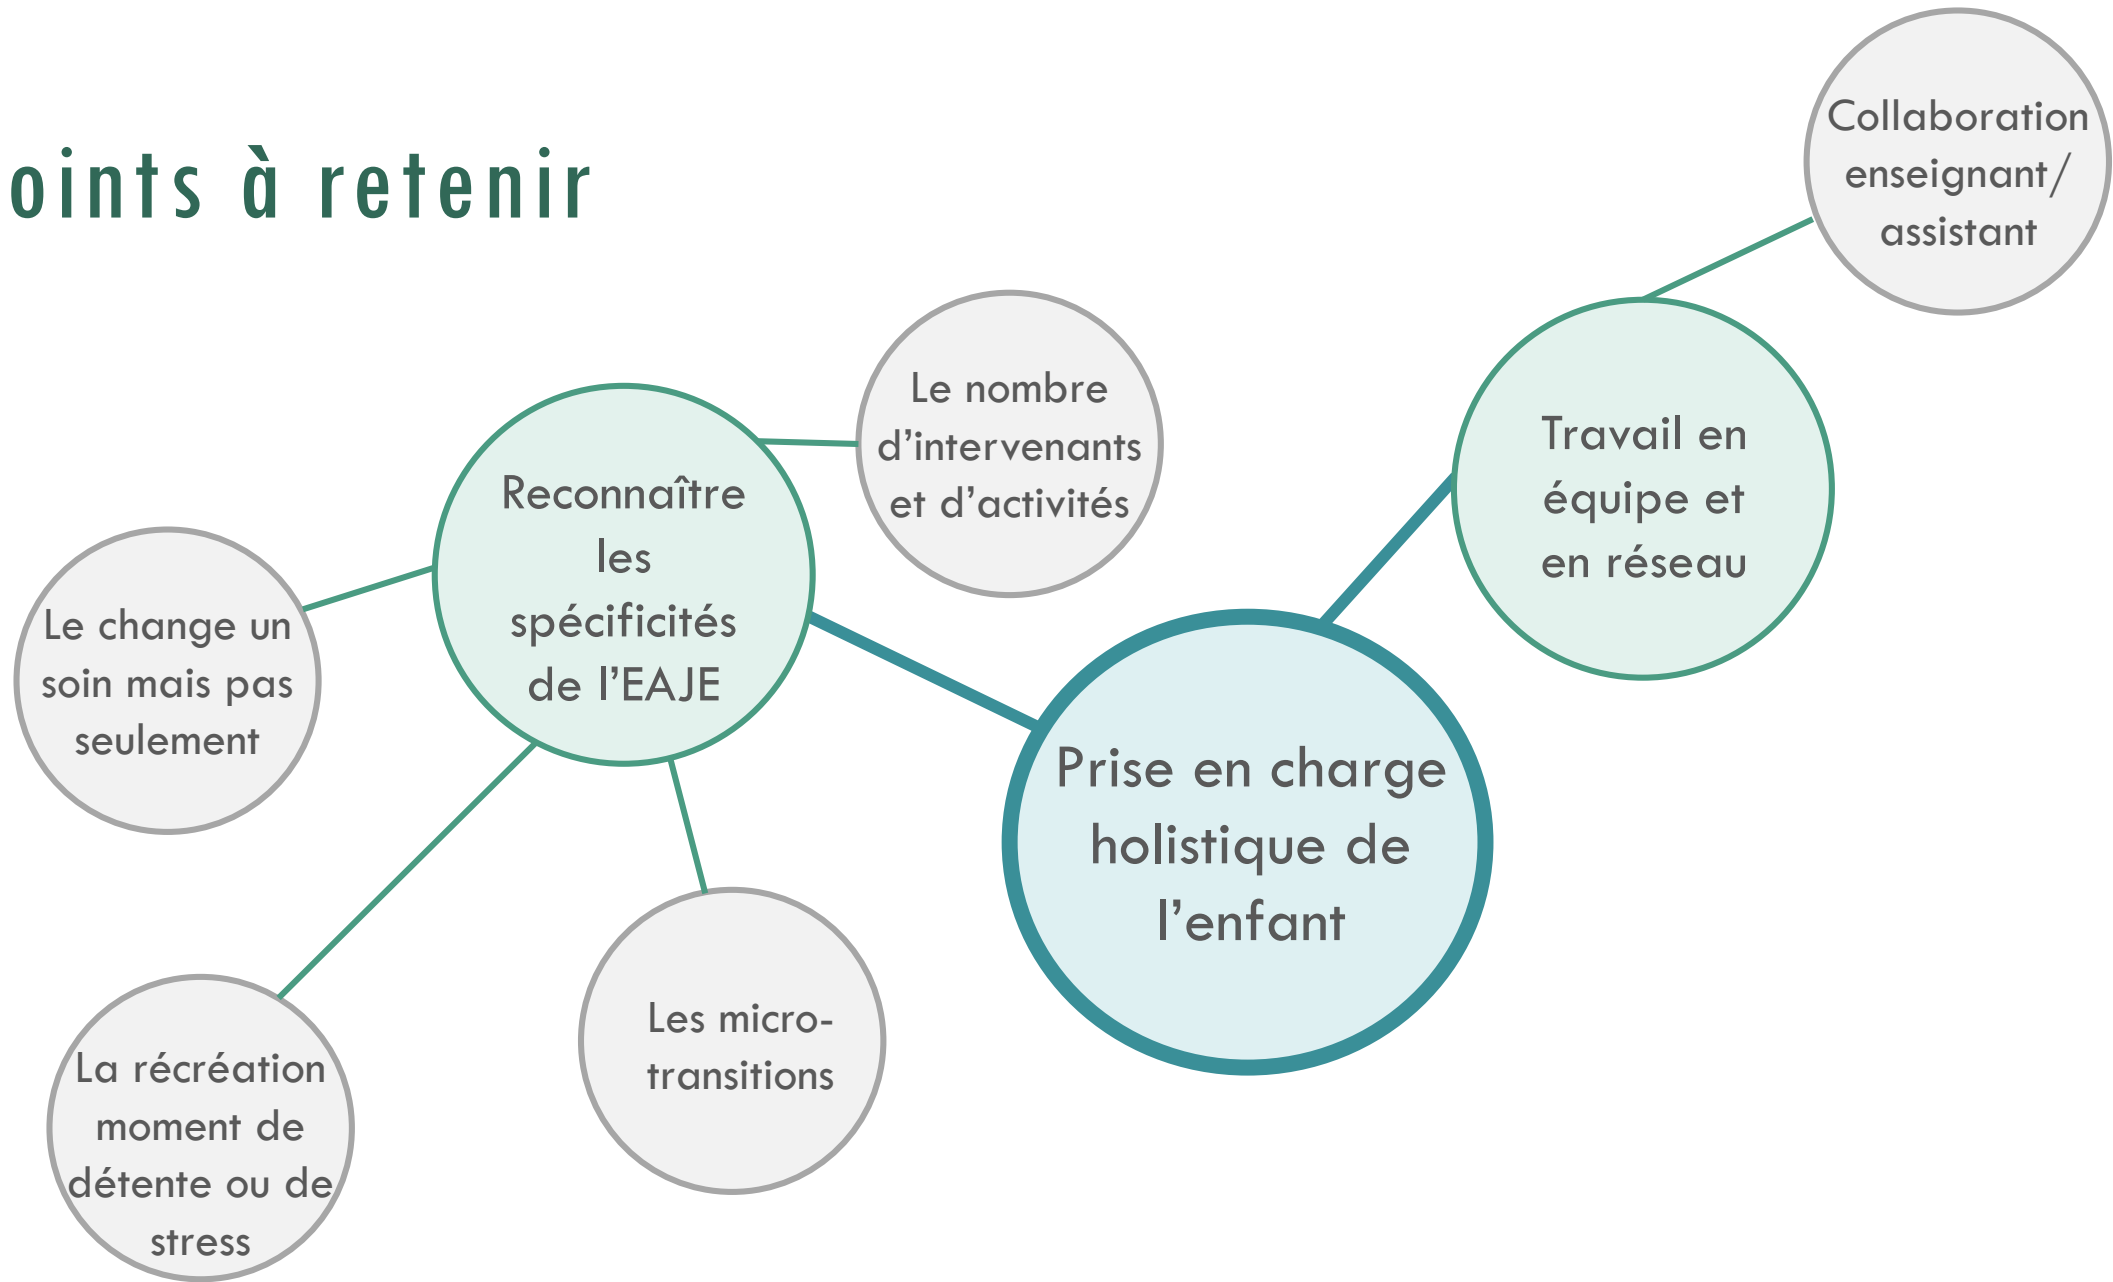 oints à retenir
Collaboration
enseignant/
assistant
Le nombre
d’intervenants
et d’activités
Travail en
équipe et
en réseau
Reconnaître
les
spécificités
de l’EAJE
Le change un
soin mais pas
seulement
Prise en charge
holistique de
l’enfant
Les micro-
transitions
La récréation
moment de
détente ou de
stress